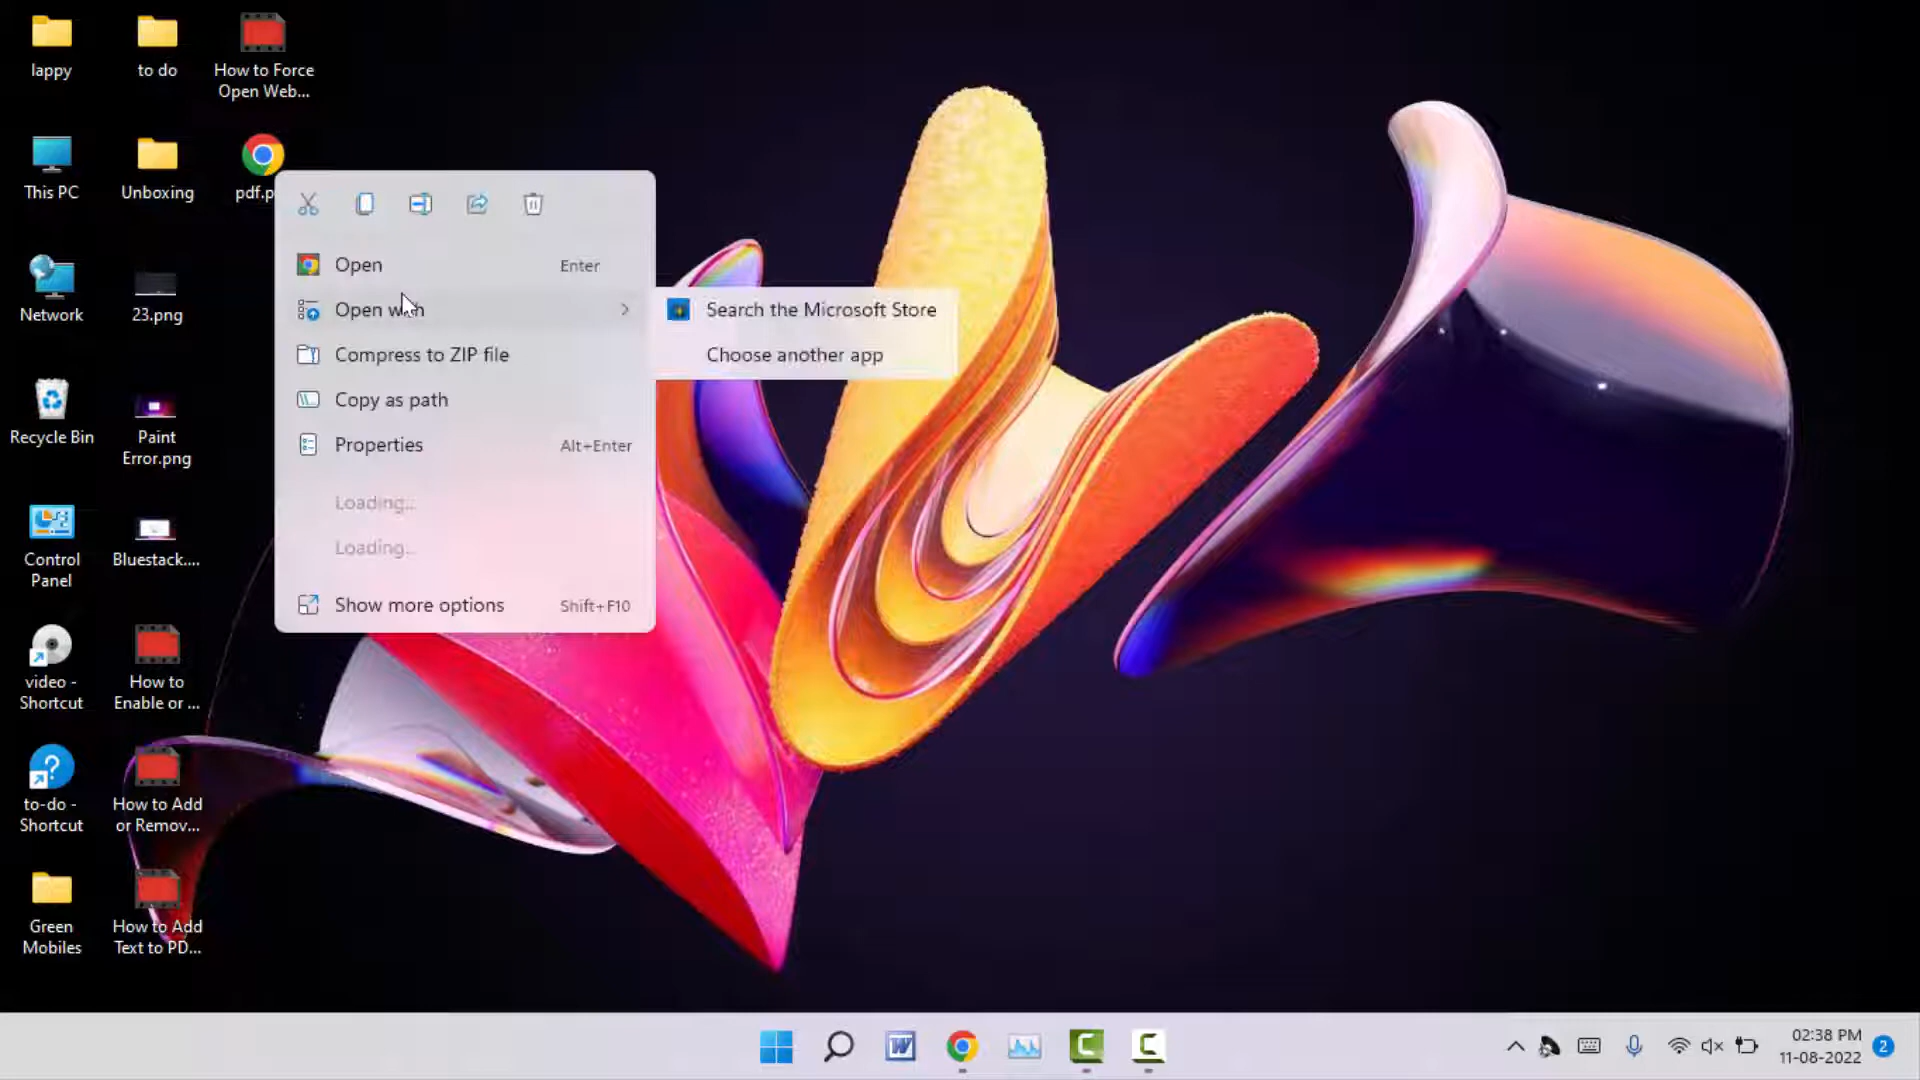 lappy
to do
How to Force
Open Web...
This PC
Unboxing
pdf.p
Network
23.png
Recycle Bin
Paint
Error.png
Control
Panel
Bluestack....
video -
Shortcut
How to
Enable or ...
to-do -
Shortcut
How to Add
or Remov...
Green
Mobiles
How to Add
Text to PD...
Open Enter
Open with
Compress to ZIP file
Copy as path
Properties Alt+Enter
Loading...
Loading...
Show more options Shift+F10
Search the Microsoft Store
Choose another app
02:38 PM
11-08-2022
2